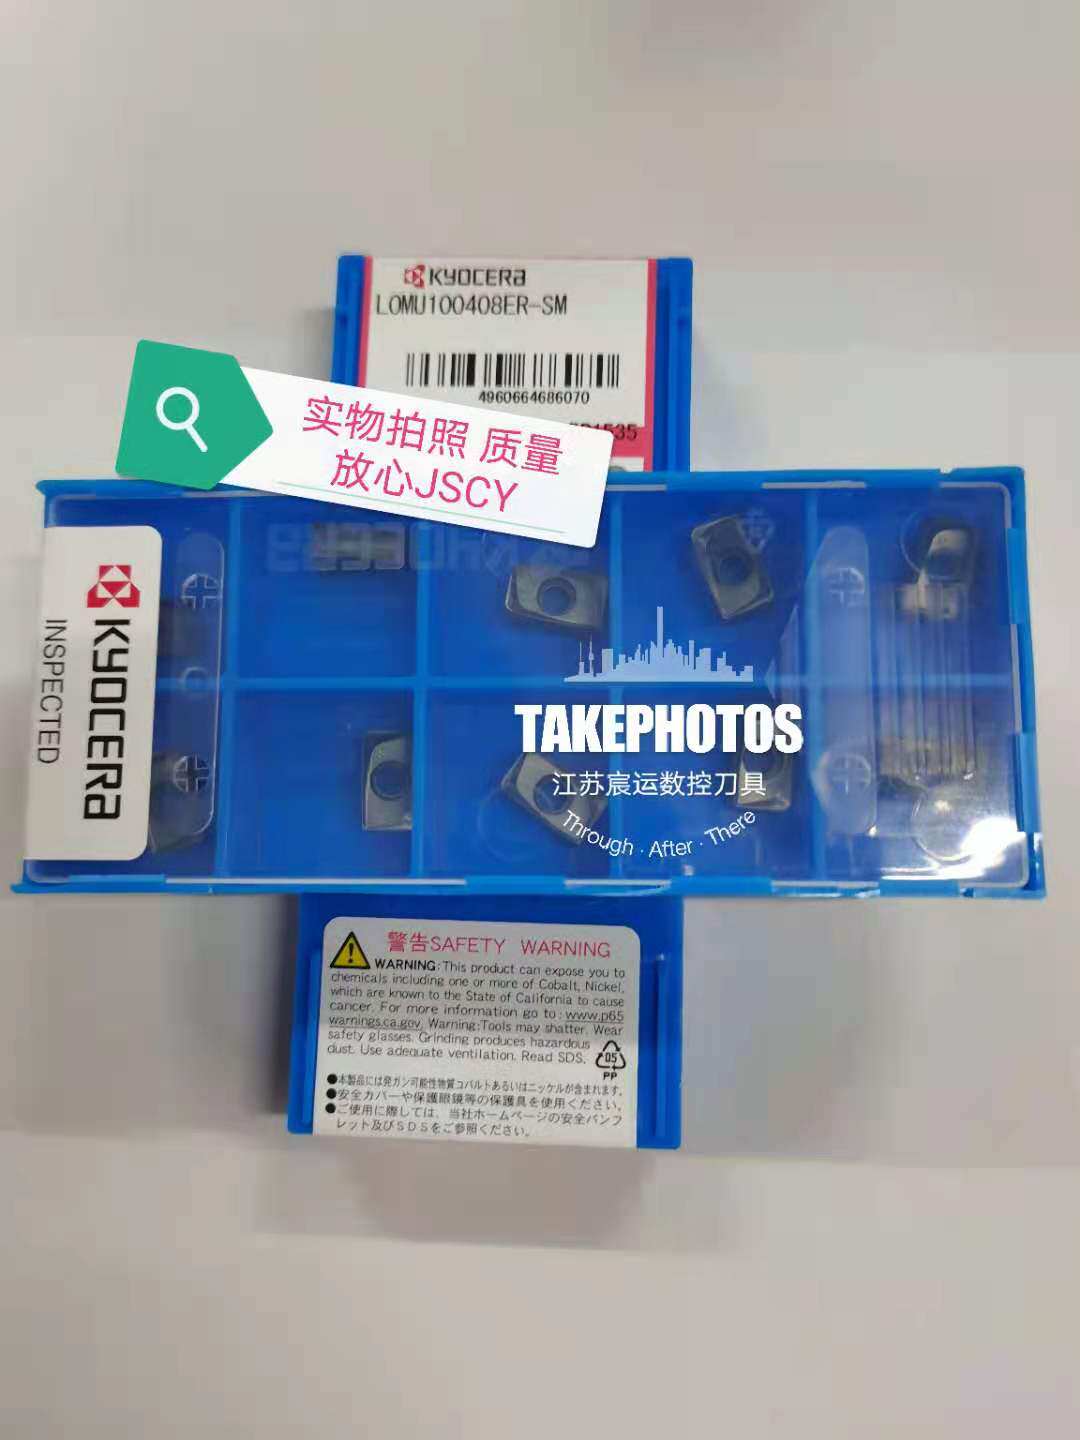 KYOCERA
LOMU100408ER-SM
4960664686070
实物拍照 质量
放心JSCY
KYOCERA
INSPECTED
TAKEPHOTOS
江苏宸运数控刀具
Through · After · There
警告SAFETY WARNING
WARNING:This product can expose you to
chemicals including one or more of Cobalt, Nickel,
which are known to the State of California to cause
cancer. For more information go to : www.p65
warnings.ca.gov. Warning:Tools may shatter. Wear
safety glasses. Grinding produces hazardous
dust. Use adequate ventilation. Read SDS.
05
PP
●本製品には発ガン可能性物質コバルトあるいはニッケルが含まれます。
●安全カバーや保護眼鏡等の保護具を使用ください。
●ご使用に際しては、当社ホームページの安全パンフ
レット及びSDSをご参照ください。